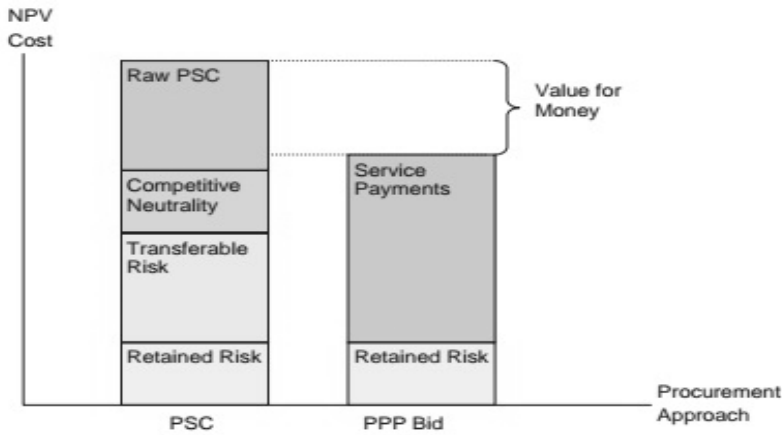 NPV
Cost
Raw PSC
Value for
Money
Service
Payments
Competitive
Neutrality
Transferable
Risk
Retained Risk
Retained Risk
Procurement
Approach
PSC
PPP Bid